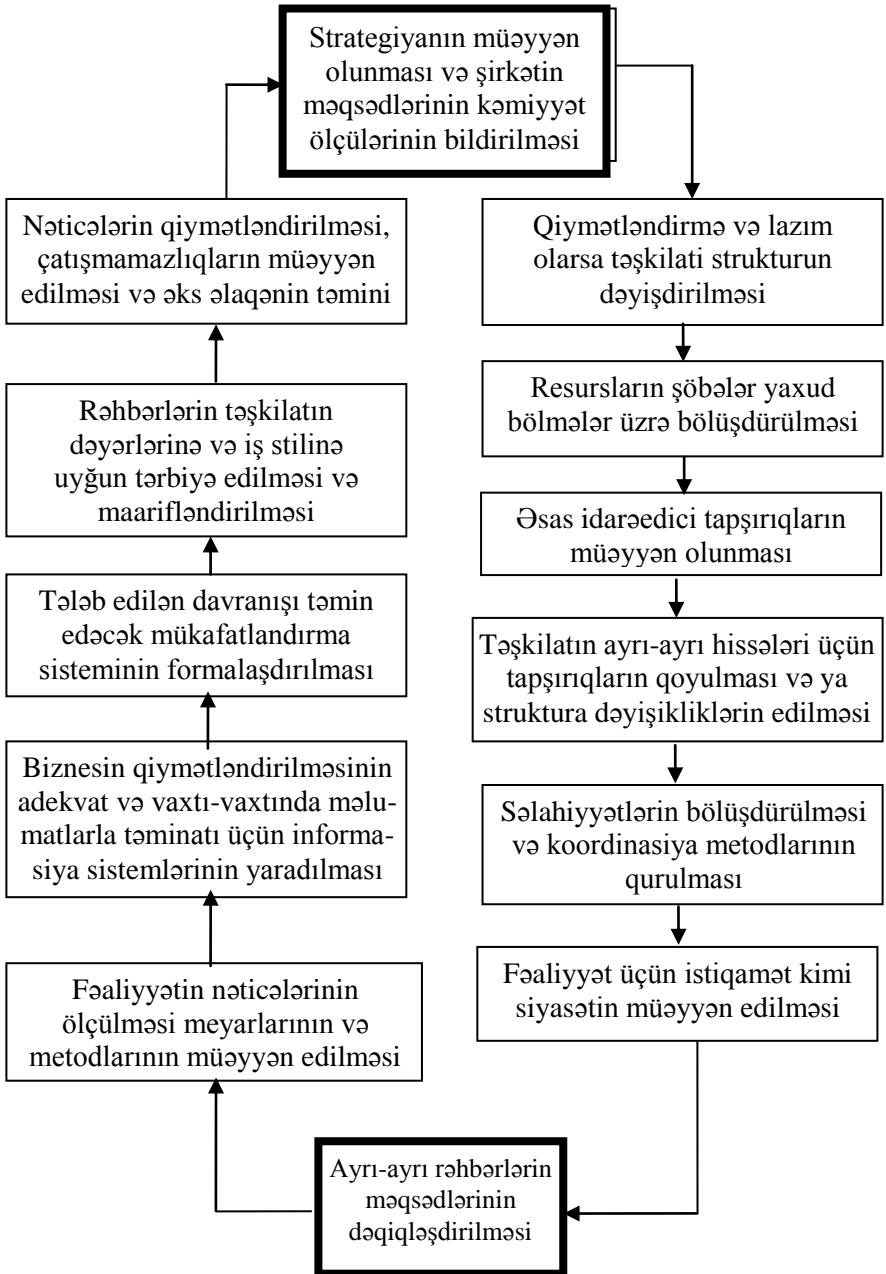 Strategiyanın müəyyən
olunması və şirkətin
məqsədlərinin kəmiyyət
ölçülərinin bildirilməsi
Qiymətləndirmə və lazım
olarsa təşkilati strukturun
dəyişdirilməsi
Resursların şöbələr yaxud
bölmələr üzrə bölüşdürülməsi
Əsas idarəedici tapşırıqların
müəyyən olunması
Təşkilatın ayrı-ayrı hissələri üçün
tapşırıqların qoyulması və ya
struktura dəyişikliklərin edilməsi
Səlahiyyətlərin bölüşdürülməsi
və koordinasiya metodlarının
qurulması
Fəaliyyət üçün istiqamət kimi
siyasətin müəyyən edilməsi
Ayrı-ayrı rəhbərlərin
məqsədlərinin
dəqiqləşdirilməsi
Fəaliyyətin nəticələrinin
ölçülməsi meyarlarının və
metodlarının müəyyən edilməsi
Biznesin qiymətləndirilməsinin
adekvat və vaxtı-vaxtında məlu-
matlarla təminatı üçün informa-
siya sistemlərinin yaradılması
Tələb edilən davranışı təmin
edəcək mükafatlandırma
sisteminin formalaşdırılması
Rəhbərlərin təşkilatın
dəyərlərinə və iş stilinə
uyğun tərbiyə edilməsi və
maarifləndirilməsi
Nəticələrin qiymətləndirilməsi,
çatışmamazlıqların müəyyən
edilməsi və əks əlaqənin təmini